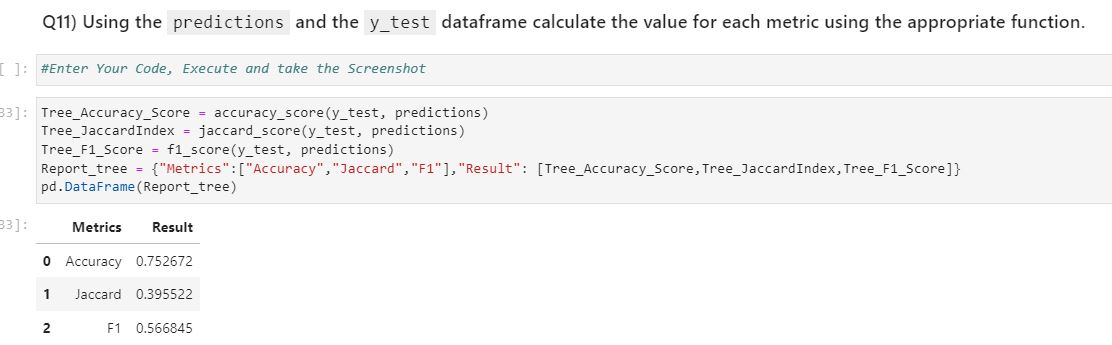 Q11) Using the predictions and the y_test dataframe calculate the value for each metric using the appropriate function.
[ ]: #Enter Your Code, Execute and take the Screenshot
33]: Tree_Accuracy_Score = accuracy_score(y_test, predictions)
Tree_JaccardIndex = jaccard_score(y_test, predictions)
Tree_F1_Score = f1_score(y_test, predictions)
Report_tree = {"Metrics":["Accuracy","Jaccard","F1"],"Result": [Tree_Accuracy_Score,Tree_JaccardIndex,Tree_F1_Score]}
pd.DataFrame(Report_tree)
33]: Metrics Result
0 Accuracy 0.752672
1 Jaccard 0.395522
2 F1 0.566845